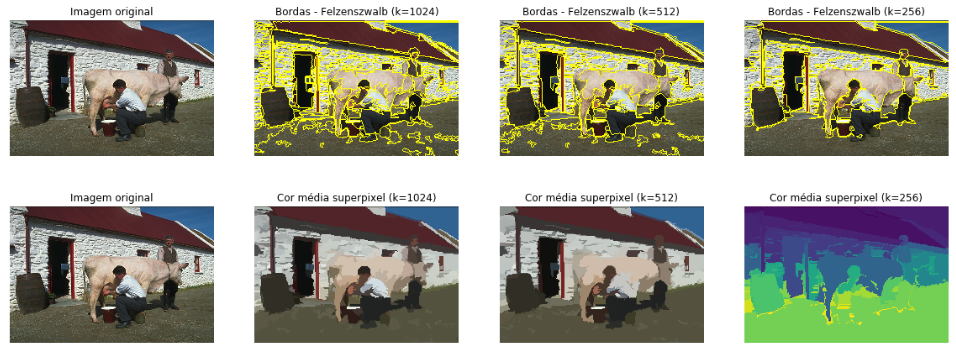 Imagem original
Bordas - Felzenszwalb (k=1024)
Bordas - Felzenszwalb (k=512)
Bordas - Felzenszwalb (k=256)
Imagem original
Cor média superpixel (k=1024)
Cor média superpixel (k=512)
Cor média superpixel (k=256)